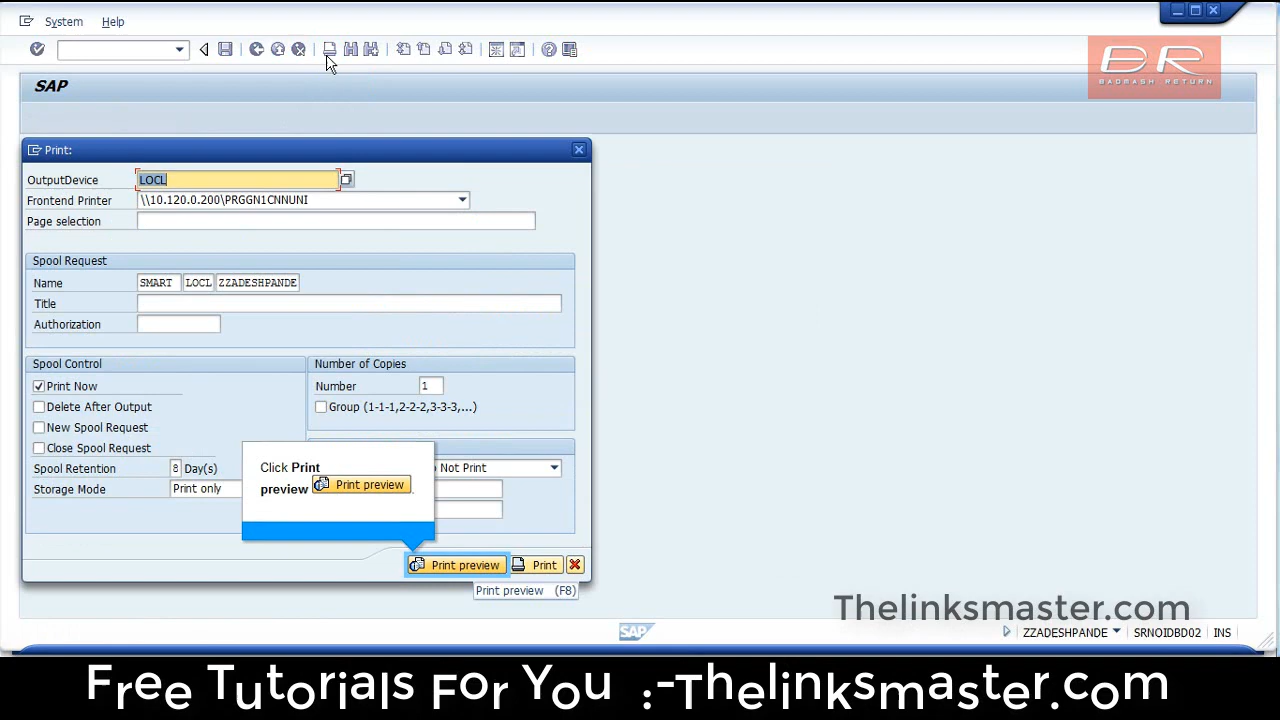 System Help
BR
BADMASH RETURN
SAP
Print:
OutputDevice LOCL
Frontend Printer \\10.120.0.200\PRGGN1CNNUNI
Page selection
Spool Request
Name SMART LOCL ZZADESHPANDE
Title
Authorization
Spool Control Number of Copies
Print Now Number 1
Delete After Output Group (1-1-1,2-2-2,3-3-3,...)
New Spool Request
Close Spool Request
Spool Retention 8 Day(s) Not Print
Storage Mode Print only
Click Print
preview Print preview .
Print preview Print
Print preview (F8)
Thelinksmaster.com
SAP ZZADESHPANDE SRNOIDBD02 INS
Free Tutorials For You :-Thelinksmaster.com